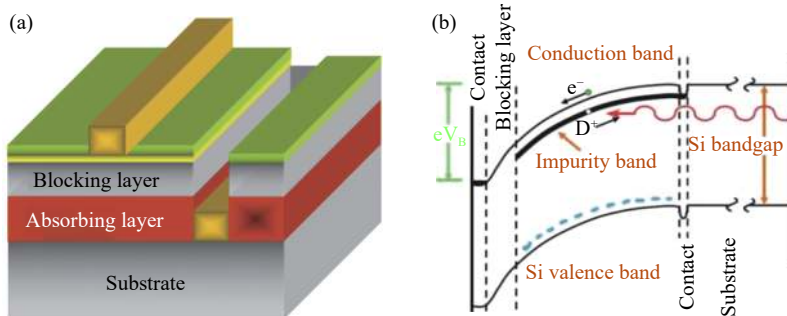 (a)
Blocking layer
Absorbing layer
Substrate
(b)
Contact
Blocking layer
Conduction band
e⁻
eV_B
D⁺
Impurity band
Si bandgap
Si valence band
Contact
Substrate